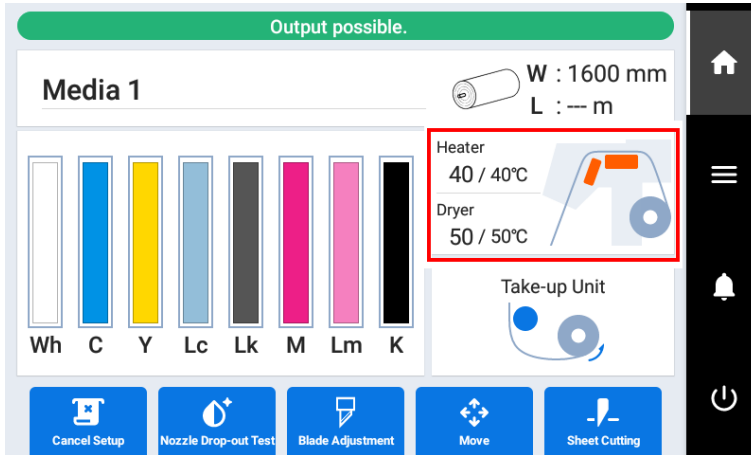 Output possible.
Media 1
W : 1600 mm
L : --- m
Heater
40 / 40℃
Dryer
50 / 50℃
Take-up Unit
Wh C Y Lc Lk M Lm K
Cancel Setup
Nozzle Drop-out Test
Blade Adjustment
Move
Sheet Cutting